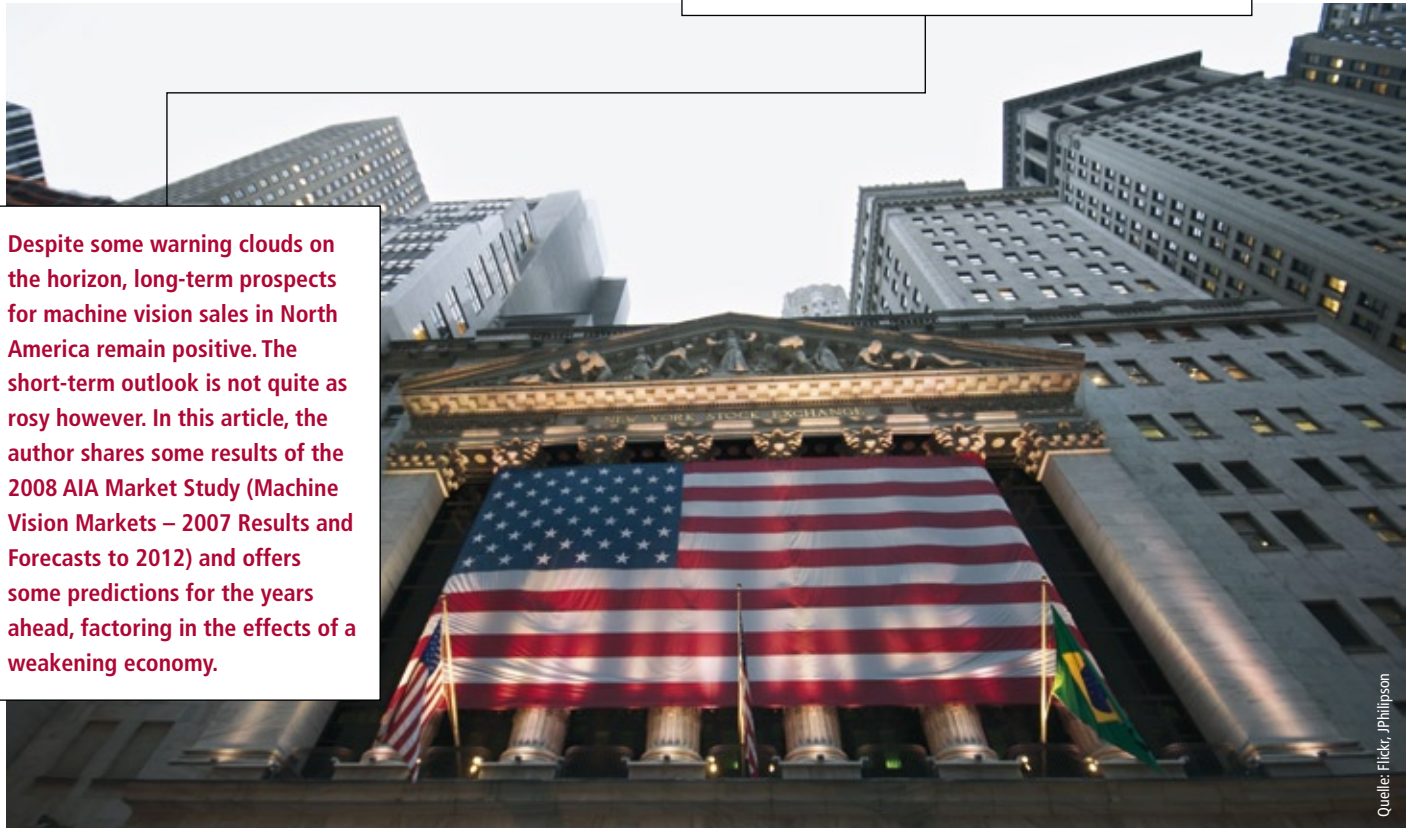 Despite some warning clouds on
the horizon, long-term prospects
for machine vision sales in North
America remain positive. The
short-term outlook is not quite as
rosy however. In this article, the
author shares some results of the
2008 AIA Market Study (Machine
Vision Markets – 2007 Results and
Forecasts to 2012) and offers
some predictions for the years
ahead, factoring in the effects of a
weakening economy.
NEW YORK STOCK EXCHANGE
Quelle: Flickr, JPhilipson